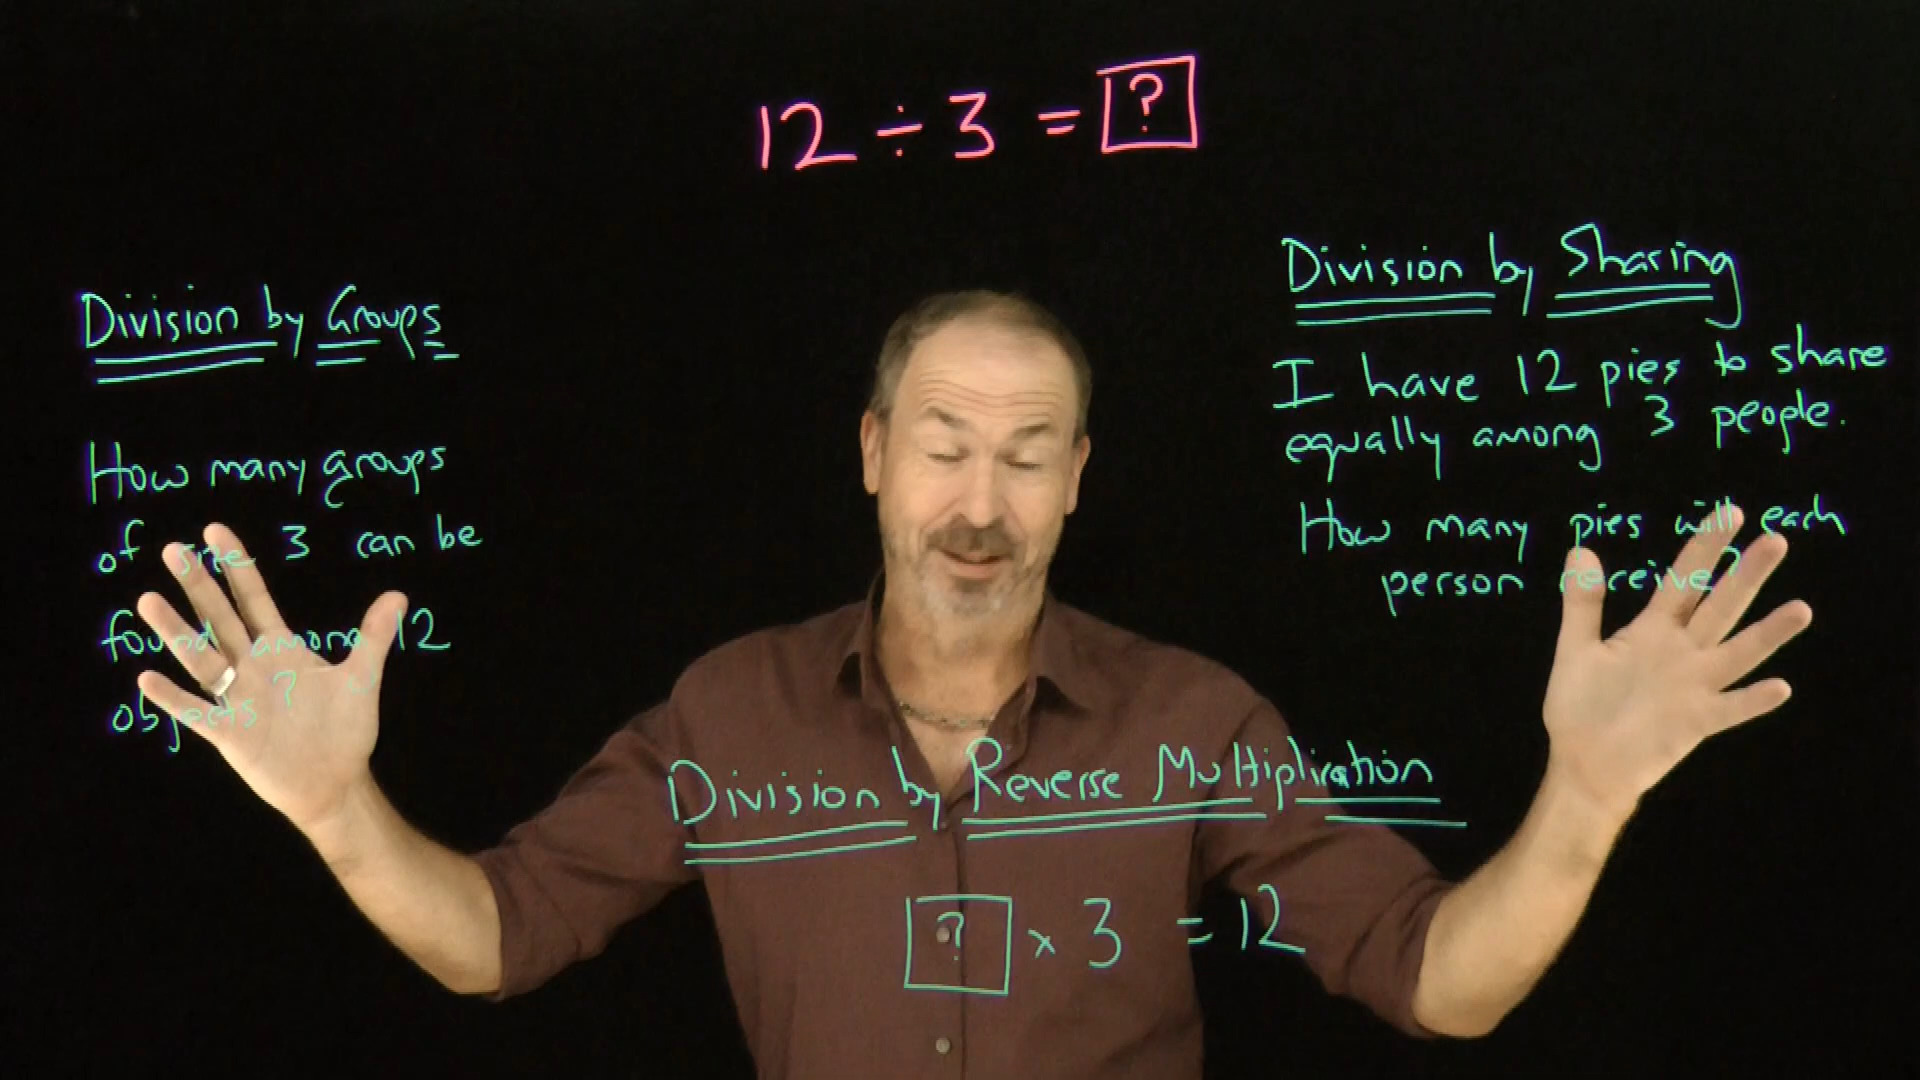 12 ÷ 3 = ?
Division by Groups
How many groups
of size 3 can be
found among 12
objects?
Division by Sharing
I have 12 pies to share
equally among 3 people.
How many pies will each
person receive?
Division by Reverse Multiplication
? × 3 = 12